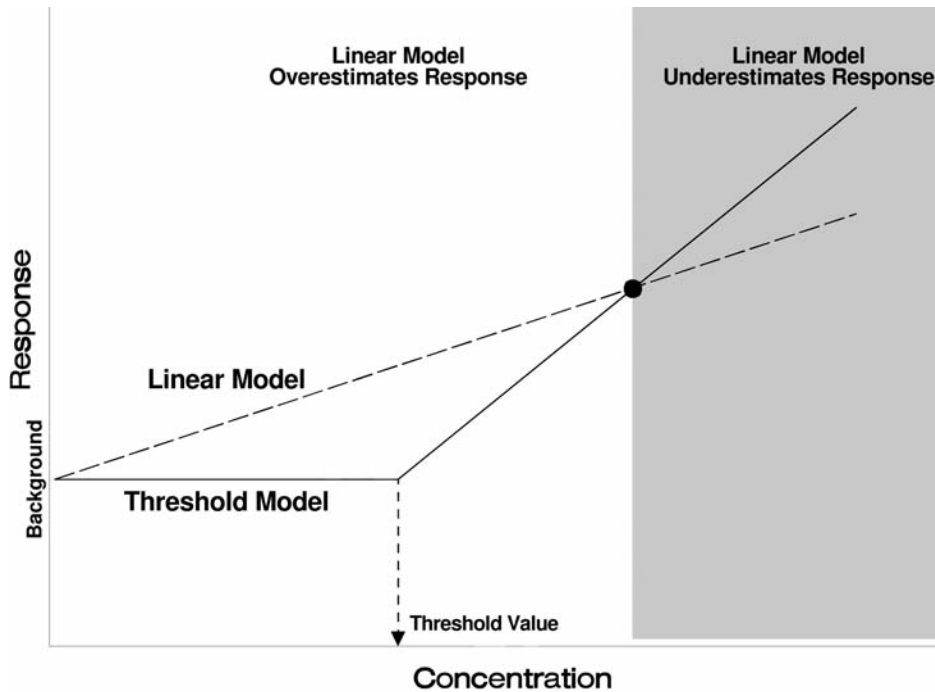 Linear Model
Overestimates Response
Linear Model
Underestimates Response
Response
Background
Linear Model
Threshold Model
Threshold Value
Concentration